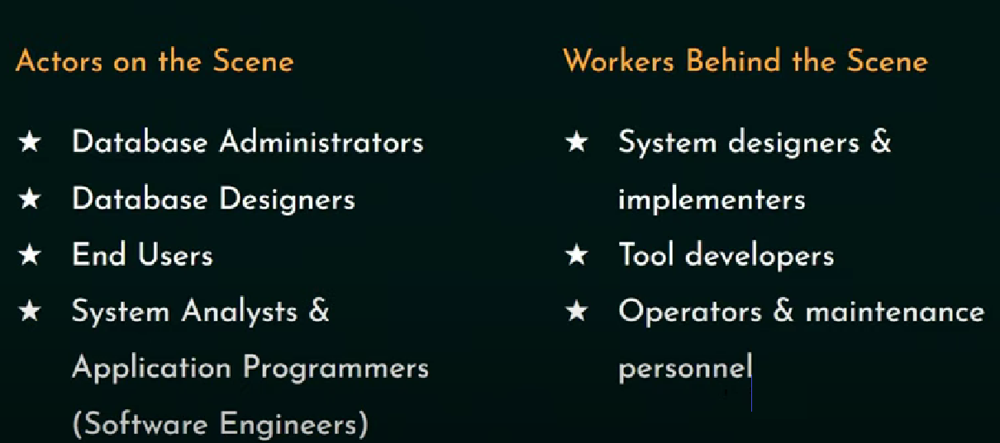 Actors on the Scene
★ Database Administrators
★ Database Designers
★ End Users
★ System Analysts &
Application Programmers
(Software Engineers)
Workers Behind the Scene
★ System designers &
implementers
★ Tool developers
★ Operators & maintenance
personnel